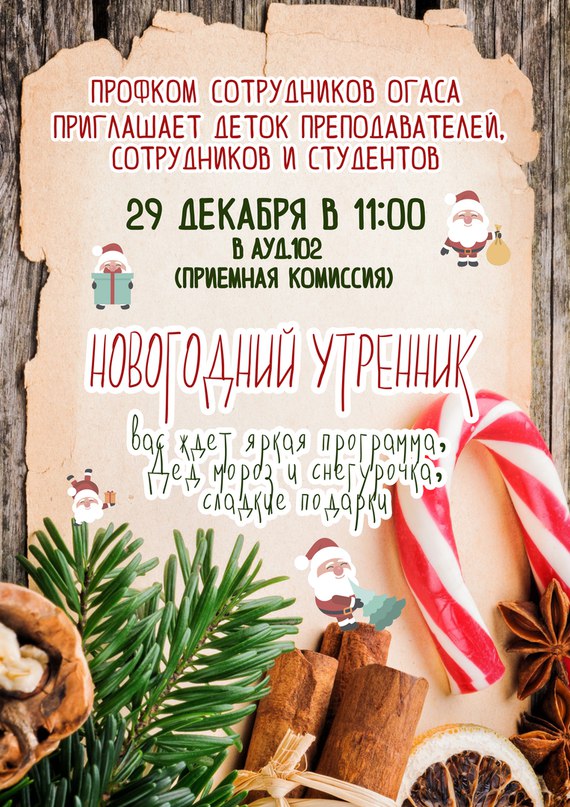 ПРОФКОМ СОТРУДНИКОВ ОГАСА
ПРИГЛАШАЕТ ДЕТОК ПРЕПОДАВАТЕЛЕЙ,
СОТРУДНИКОВ И СТУДЕНТОВ
29 ДЕКАБРЯ В 11:00
В АУД.102
(ПРИЕМНАЯ КОМИССИЯ)
НОВОГОДНИЙ УТРЕННИК
вас ждет яркая программа,
Дед мороз и снегурочка,
сладкие подарки